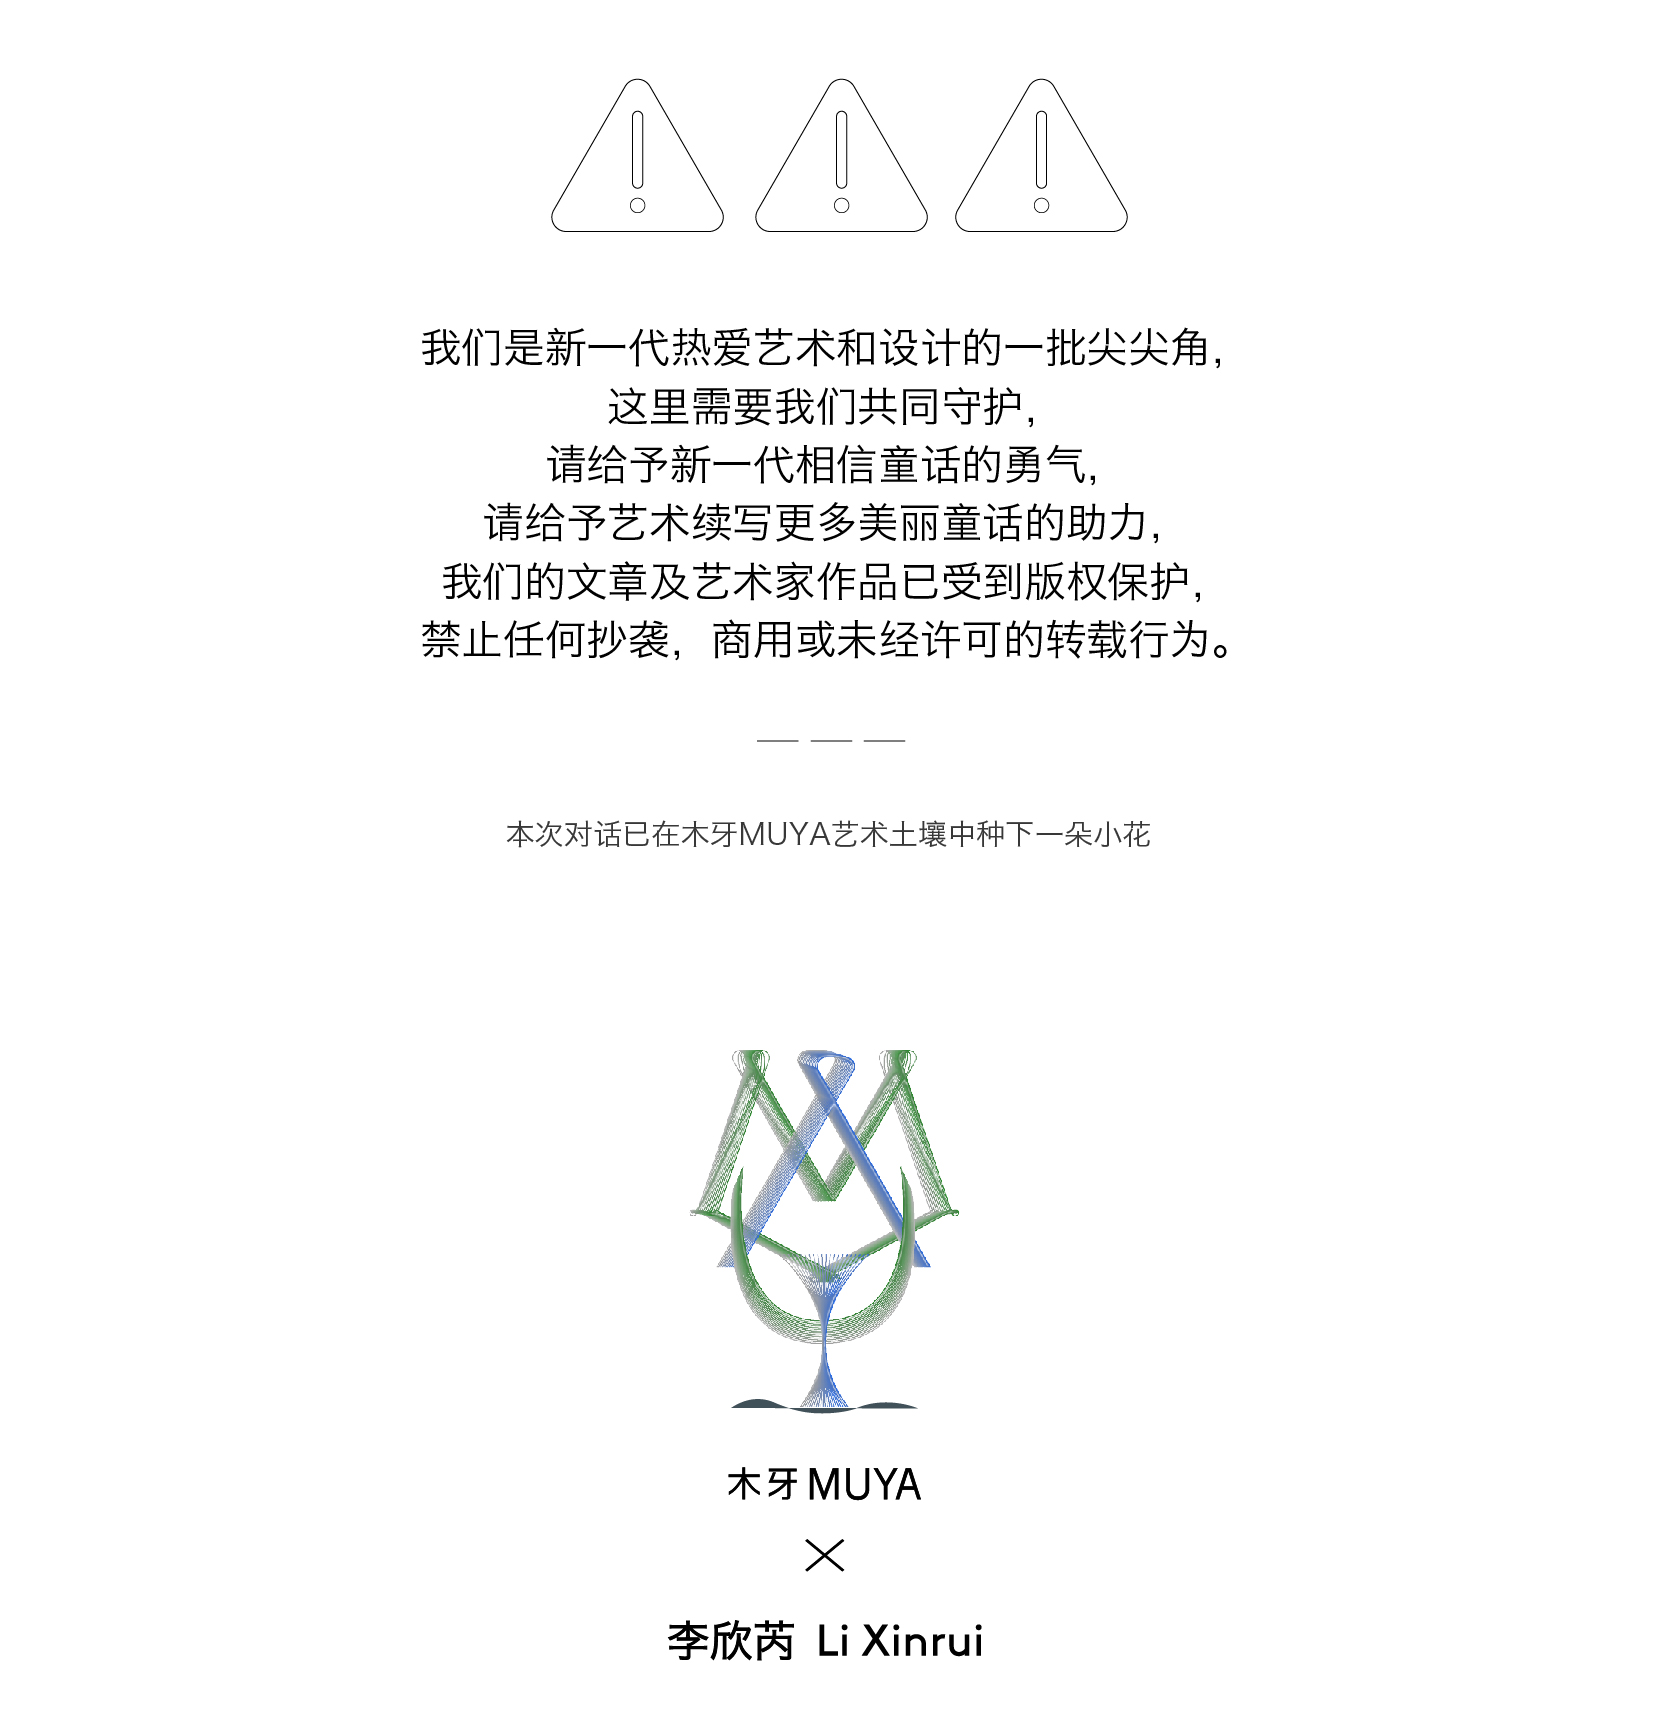 我们是新一代热爱艺术和设计的一批尖尖角，
这里需要我们共同守护，
请给予新一代相信童话的勇气，
请给予艺术续写更多美丽童话的助力，
我们的文章及艺术家作品已受到版权保护，
禁止任何抄袭，商用或未经许可的转载行为。
本次对话已在木牙MUYA艺术土壤中种下一朵小花
木牙MUYA
×
李欣芮 Li Xinrui